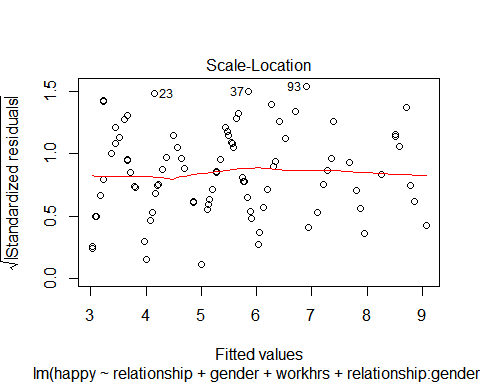 Scale-Location
√|Standardized residuals|
0.0 0.5 1.0 1.5
23
37
93
3 4 5 6 7 8 9
Fitted values
lm(happy ~ relationship + gender + workhrs + relationship:gender